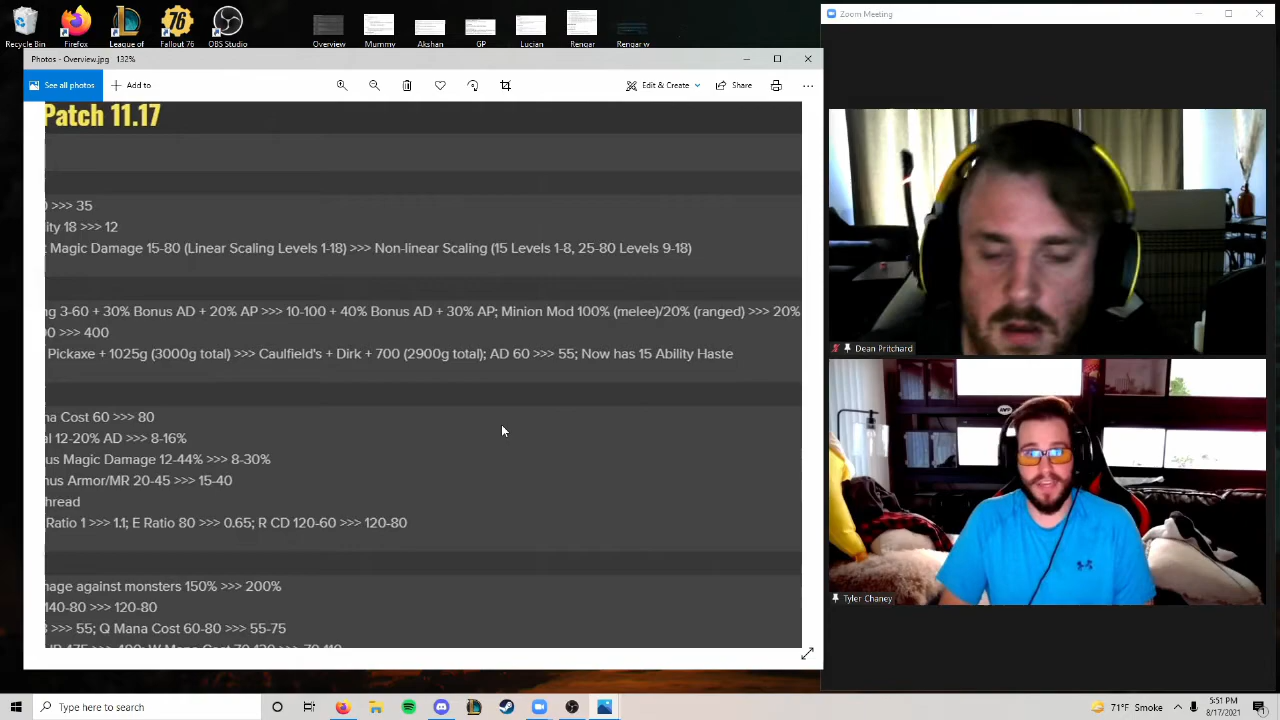 Zoom Meeting
Recycle Bin
Firefox
League of
Fallout 76
OBS Studio
Overview
Mummy
Akshan
GP
Lucian
Rengar
Rengar w
Photos - Overview.jpg 132%
See all photos
Add to
Edit & Create
Share
Patch 11.17
>>> 35
ity 18 >>> 12
Magic Damage 15-80 (Linear Scaling Levels 1-18) >>> Non-linear Scaling (15 Levels 1-8, 25-80 Levels 9-18)
ng 3-60 + 30% Bonus AD + 20% AP >>> 10-100 + 40% Bonus AD + 30% AP; Minion Mod 100% (melee)/20% (ranged) >>> 20%
>>> 400
Pickaxe + 1025g (3000g total) >>> Caulfield's + Dirk + 700 (2900g total); AD 60 >>> 55; Now has 15 Ability Haste
na Cost 60 >>> 80
al 12-20% AD >>> 8-16%
us Magic Damage 12-44% >>> 8-30%
nus Armor/MR 20-45 >>> 15-40
hread
Ratio 1 >>> 1.1; E Ratio 80 >>> 0.65; R CD 120-60 >>> 120-80
nage against monsters 150% >>> 200%
140-80 >>> 120-80
>>> 55; Q Mana Cost 60-80 >>> 55-75
Dean Pritchard
AWP
Tyler Chaney
Type here to search
71°F Smoke
5:51 PM
8/17/2021